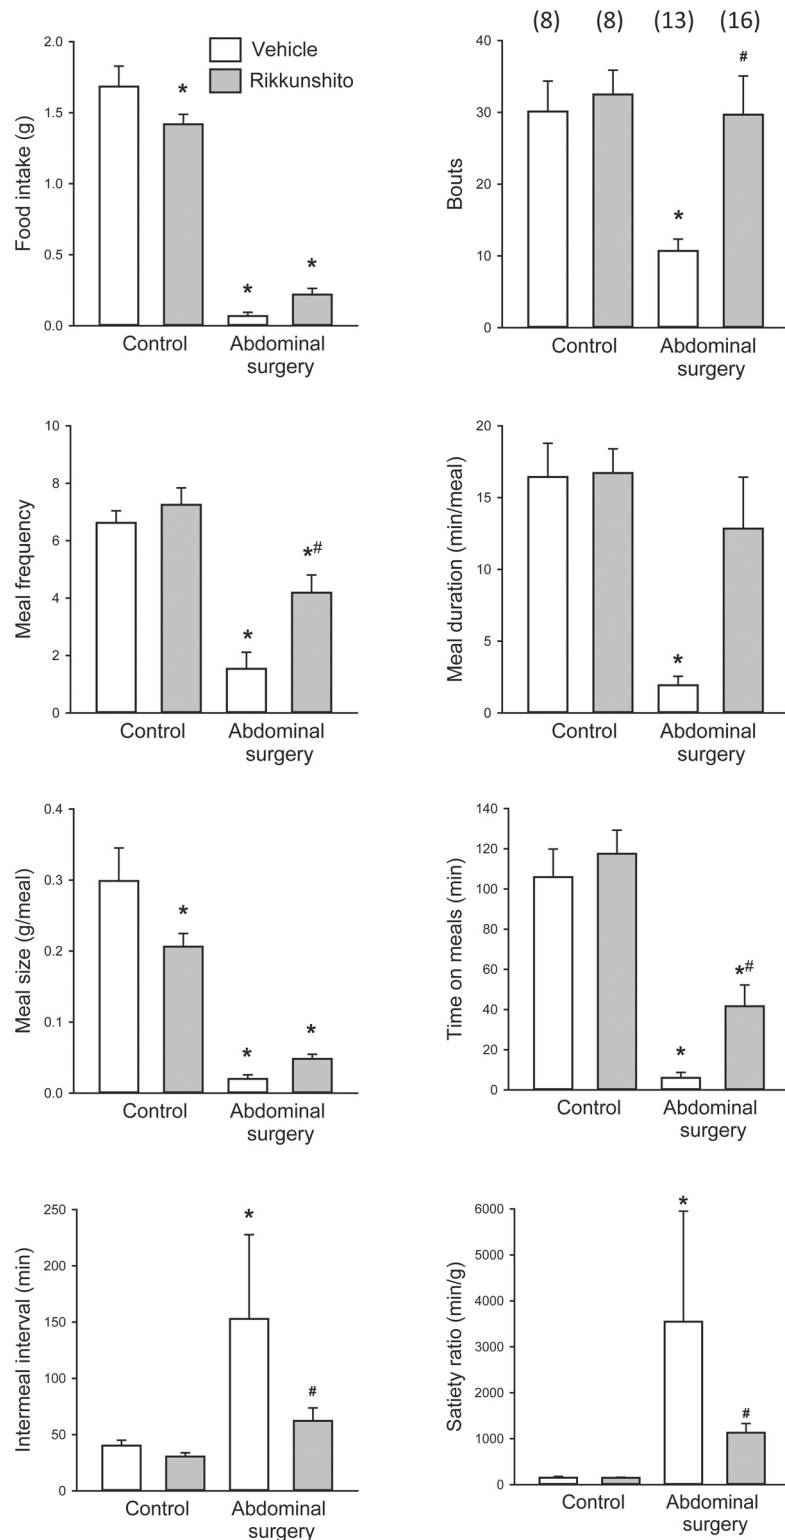 Vehicle
Rikkunshito
2.0
1.5
1.0
0.5
0.0
Food intake (g)
*
*
*
Control
Abdominal
surgery
(8) (8) (13) (16)
40
30
20
10
0
Bouts
*
#
Control
Abdominal
surgery
10
8
6
4
2
0
Meal frequency
*
*#
Control
Abdominal
surgery
20
15
10
5
0
Meal duration (min/meal)
*
Control
Abdominal
surgery
0.4
0.3
0.2
0.1
0.0
Meal size (g/meal)
*
*
*
Control
Abdominal
surgery
140
120
100
80
60
40
20
0
Time on meals (min)
*
*#
Control
Abdominal
surgery
250
200
150
100
50
0
Intermeal interval (min)
*
#
Control
Abdominal
surgery
6000
5000
4000
3000
2000
1000
0
Satiety ratio (min/g)
*
#
Control
Abdominal
surgery